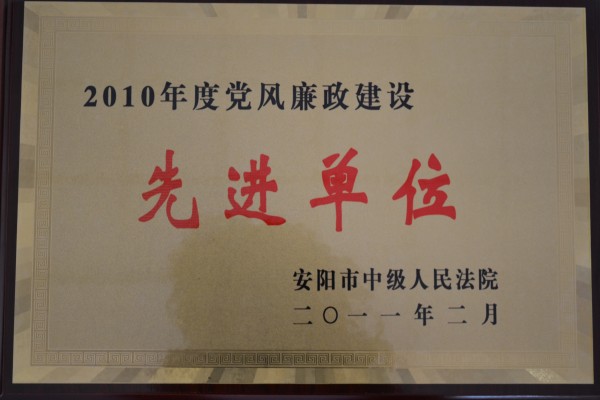 2010年度党风廉政建设
先进单位
安阳市中级人民法院
二〇一一年二月